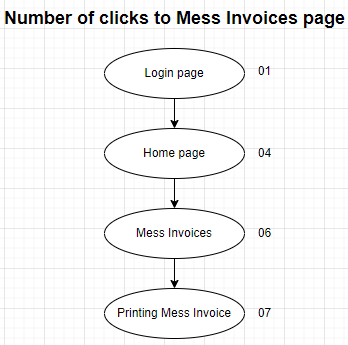 Number of clicks to Mess Invoices page
Login page 01
Home page 04
Mess Invoices 06
Printing Mess Invoice 07